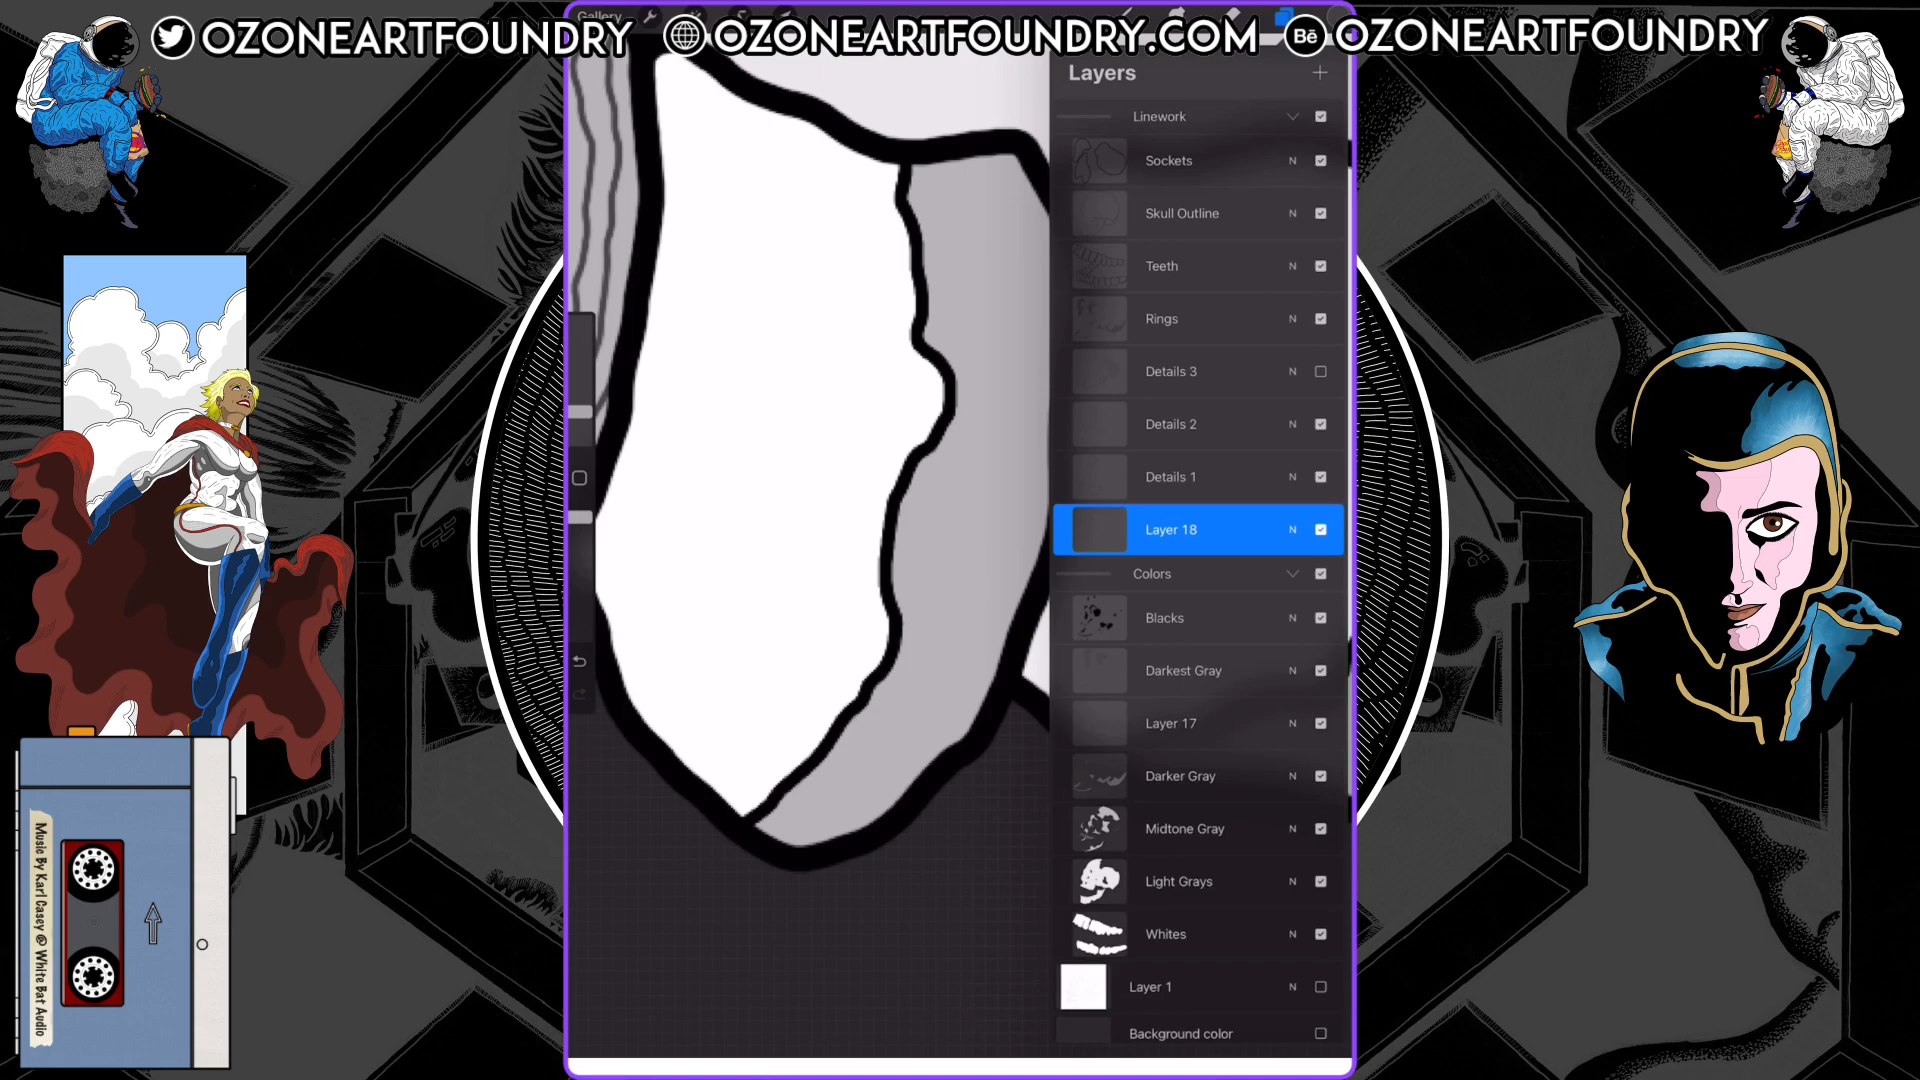 OZONEARTFOUNDRY
OZONEARTFOUNDRY.COM
Bē OZONEARTFOUNDRY
Gallery
Layers
Linework
Sockets N
Skull Outline N
Teeth N
Rings N
Details 3 N
Details 2 N
Details 1 N
Layer 18 N
Colors
Blacks N
Darkest Gray N
Layer 17 N
Darker Gray N
Midtone Gray N
Light Grays N
Whites N
Layer 1 N
Background color
Music By Karl Casey @ White Bat Audio